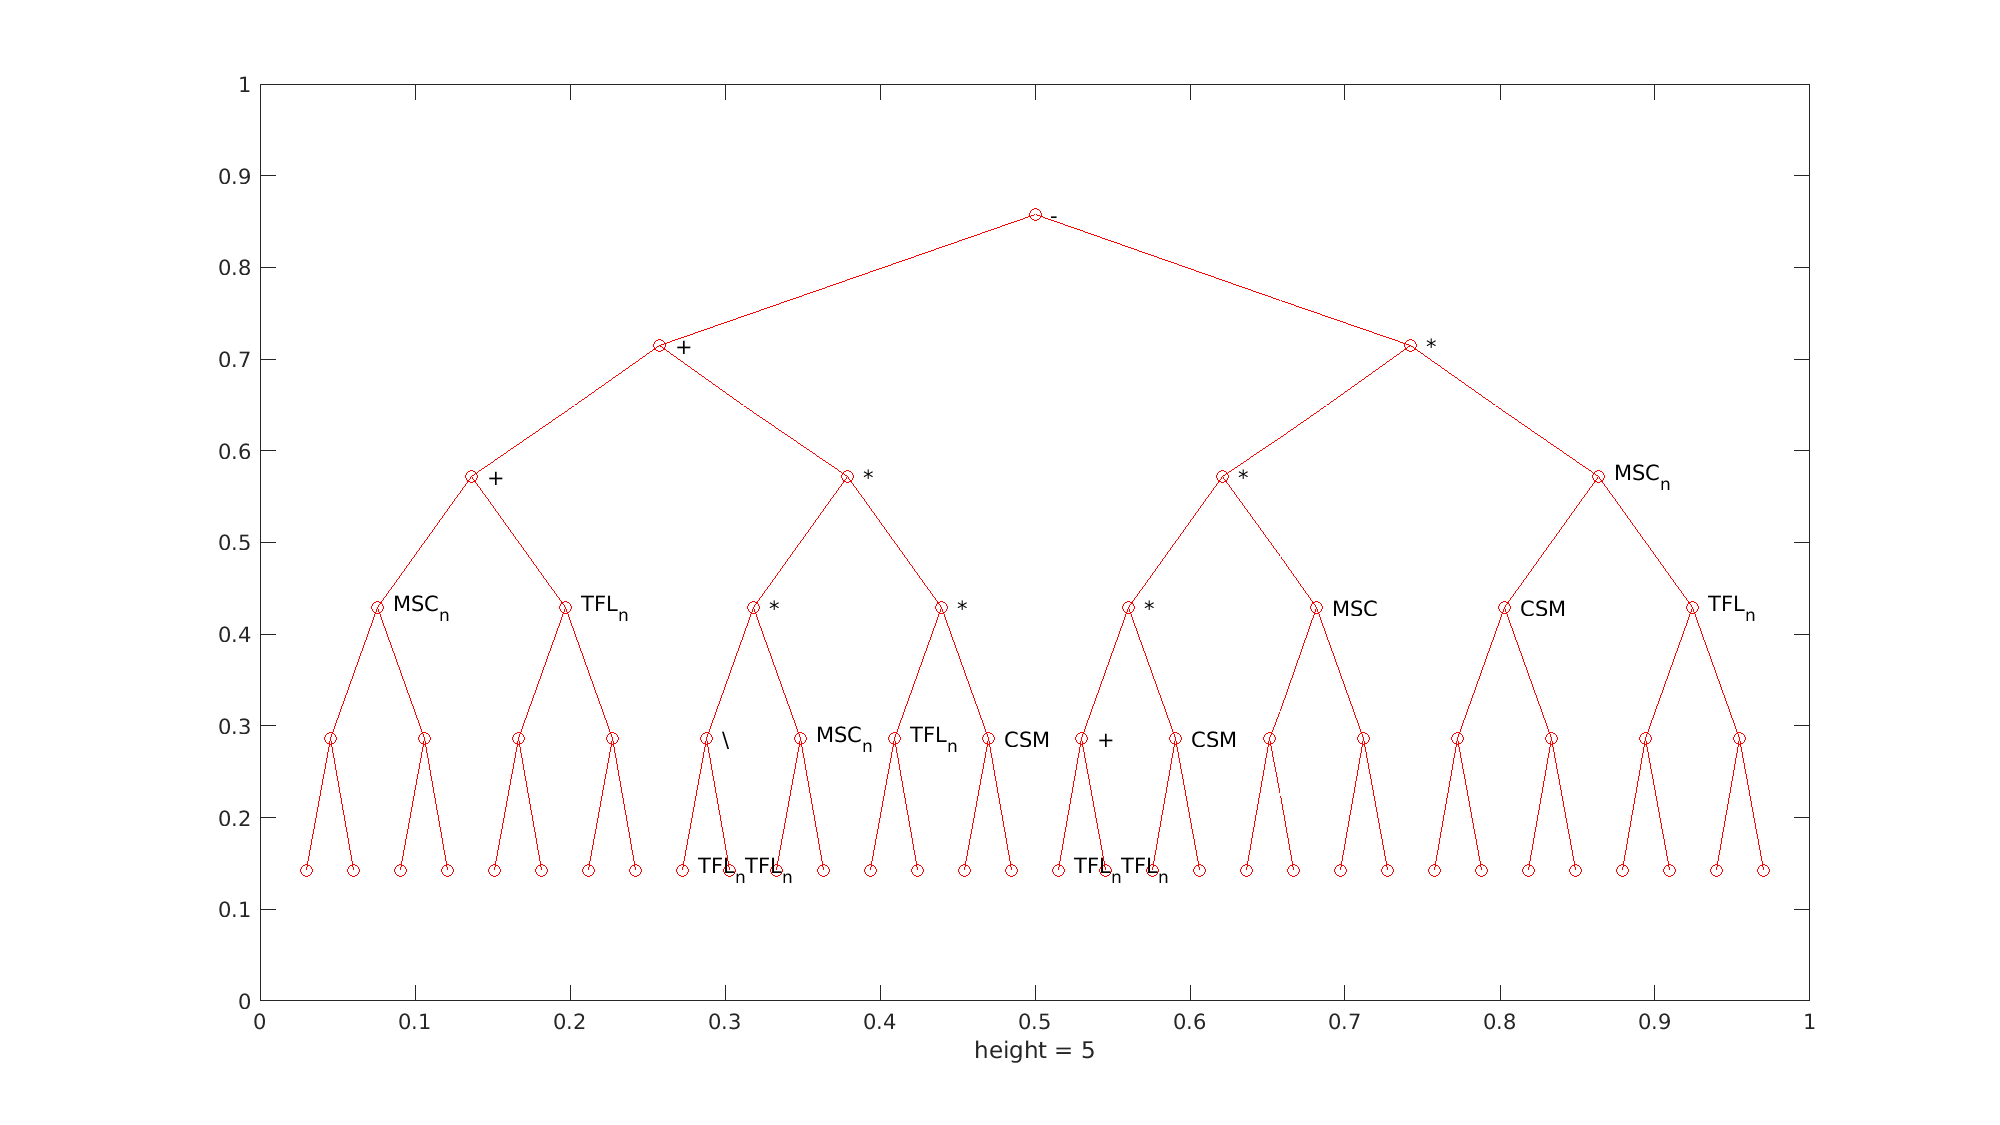 1
0.9
-
0.8
+ *
0.7
0.6
+ * * MSCn
0.5
MSCn TFLn * * * MSC CSM TFLn
0.4
0.3
\ MSCn TFLn CSM + CSM
0.2
TFLn TFLn TFLn TFLn
0.1
0
0 0.1 0.2 0.3 0.4 0.5 0.6 0.7 0.8 0.9 1
height = 5